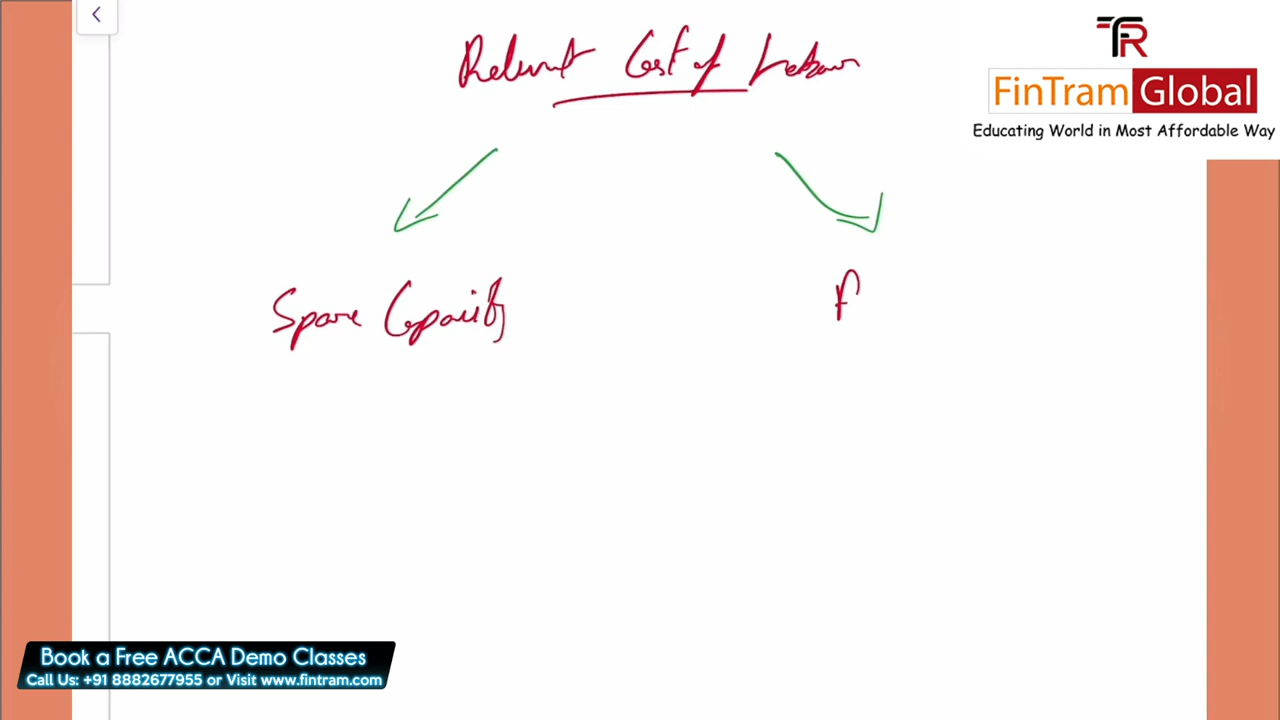 Relevant Cost of Labour
TR
FinTram Global
Educating World in Most Affordable Way
Spare Capacity
F
Book a Free ACCA Demo Classes
Call Us: +91 8882677955 or Visit www.fintram.com